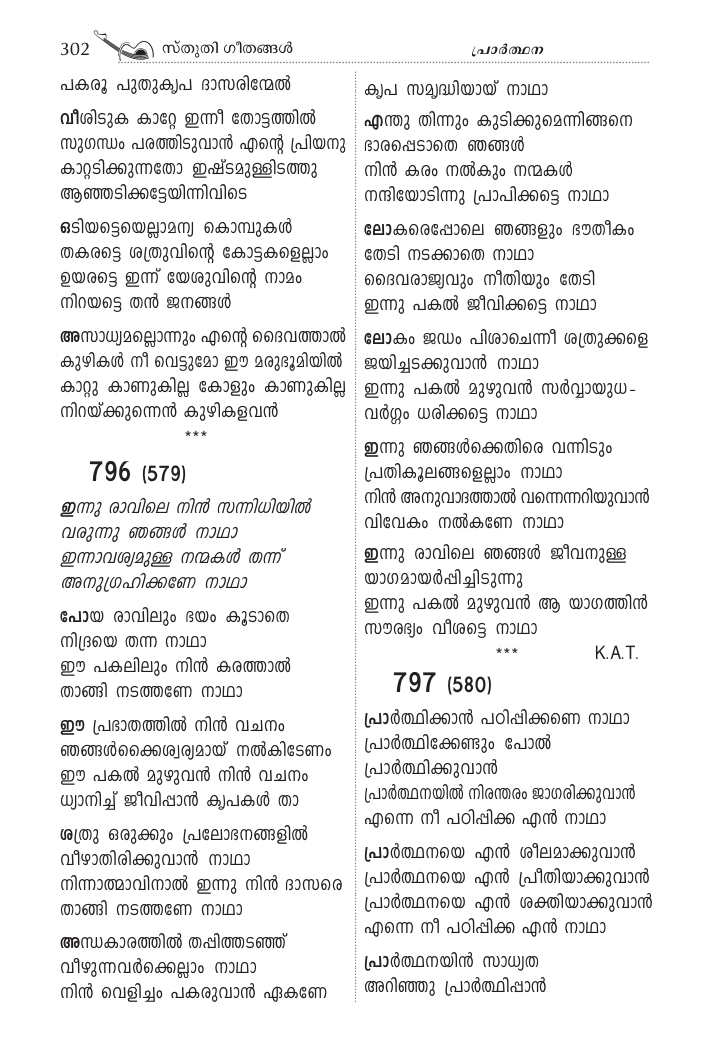 302 സ്തുതി ഗീതങ്ങൾ പ്രാർത്ഥന
പകരൂ പുതുകൃപ ദാസരിന്മേൽ
വീശിടുക കാറ്റേ ഇന്നീ തോട്ടത്തിൽ
സുഗന്ധം പരത്തിടുവാൻ എന്റെ പ്രിയനു
കാറ്റടിക്കുന്നതോ ഇഷ്ടമുള്ളിടത്തു
ആഞ്ഞടിക്കട്ടേയിന്നിവിടെ
ഒടിയട്ടെയെല്ലാമന്യ കൊമ്പുകൾ
തകരട്ടെ ശത്രുവിന്റെ കോട്ടകളെല്ലാം
ഉയരട്ടെ ഇന്ന് യേശുവിന്റെ നാമം
നിറയട്ടെ തൻ ജനങ്ങൾ
അസാധ്യമല്ലൊന്നും എന്റെ ദൈവത്താൽ
കുഴികൾ നീ വെട്ടുമോ ഈ മരുഭൂമിയിൽ
കാറ്റു കാണുകില്ല കോളും കാണുകില്ല
നിറയ്ക്കുന്നെൻ കുഴികളവൻ
***
796 (579)
ഇന്നു രാവിലെ നിൻ സന്നിധിയിൽ
വരുന്നു ഞങ്ങൾ നാഥാ
ഇന്നാവശ്യമുള്ള നന്മകൾ തന്ന്
അനുഗ്രഹിക്കണേ നാഥാ
പോയ രാവിലും ഭയം കൂടാതെ
നിദ്രയെ തന്ന നാഥാ
ഈ പകലിലും നിൻ കരത്താൽ
താങ്ങി നടത്തണേ നാഥാ
ഈ പ്രഭാതത്തിൽ നിൻ വചനം
ഞങ്ങൾക്കൈശ്വര്യമായ് നൽകിടേണം
ഈ പകൽ മുഴുവൻ നിൻ വചനം
ധ്യാനിച്ച് ജീവിപ്പാൻ കൃപകൾ താ
ശത്രു ഒരുക്കും പ്രലോഭനങ്ങളിൽ
വീഴാതിരിക്കുവാൻ നാഥാ
നിന്നാത്മാവിനാൽ ഇന്നു നിൻ ദാസരെ
താങ്ങി നടത്തണേ നാഥാ
അന്ധകാരത്തിൽ തപ്പിത്തടഞ്ഞ്
വീഴുന്നവർക്കെല്ലാം നാഥാ
നിൻ വെളിച്ചം പകരുവാൻ ഏകണേ
കൃപ സമൃദ്ധിയായ് നാഥാ
എന്തു തിന്നും കുടിക്കുമെന്നിങ്ങനെ
ഭാരപ്പെടാതെ ഞങ്ങൾ
നിൻ കരം നൽകും നന്മകൾ
നന്ദിയോടിന്നു പ്രാപിക്കട്ടെ നാഥാ
ലോകരെപ്പോലെ ഞങ്ങളും ഭൗതീകം
തേടി നടക്കാതെ നാഥാ
ദൈവരാജ്യവും നീതിയും തേടി
ഇന്നു പകൽ ജീവിക്കട്ടെ നാഥാ
ലോകം ജഡം പിശാചെന്നീ ശത്രുക്കളെ
ജയിച്ചടക്കുവാൻ നാഥാ
ഇന്നു പകൽ മുഴുവൻ സർവ്വായുധ-
വർഗ്ഗം ധരിക്കട്ടെ നാഥാ
ഇന്നു ഞങ്ങൾക്കെതിരെ വന്നിടും
പ്രതികൂലങ്ങളെല്ലാം നാഥാ
നിൻ അനുവാദത്താൽ വന്നെന്നറിയുവാൻ
വിവേകം നൽകണേ നാഥാ
ഇന്നു രാവിലെ ഞങ്ങൾ ജീവനുള്ള
യാഗമായർപ്പിച്ചിടുന്നു
ഇന്നു പകൽ മുഴുവൻ ആ യാഗത്തിൻ
സൗരഭ്യം വീശട്ടെ നാഥാ
*** K.A.T.
797 (580)
പ്രാർത്ഥിക്കാൻ പഠിപ്പിക്കണെ നാഥാ
പ്രാർത്ഥിക്കേണ്ടും പോൽ
പ്രാർത്ഥിക്കുവാൻ
പ്രാർത്ഥനയിൽ നിരന്തരം ജാഗരിക്കുവാൻ
എന്നെ നീ പഠിപ്പിക്ക എൻ നാഥാ
പ്രാർത്ഥനയെ എൻ ശീലമാക്കുവാൻ
പ്രാർത്ഥനയെ എൻ പ്രീതിയാക്കുവാൻ
പ്രാർത്ഥനയെ എൻ ശക്തിയാക്കുവാൻ
എന്നെ നീ പഠിപ്പിക്ക എൻ നാഥാ
പ്രാർത്ഥനയിൻ സാധ്യത
അറിഞ്ഞു പ്രാർത്ഥിപ്പാൻ